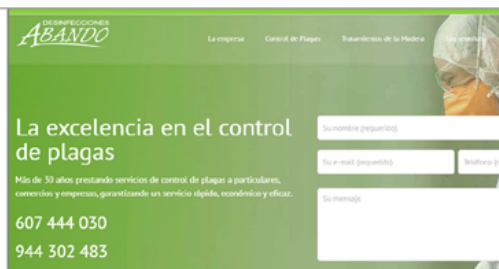 DESINFECCIONES
ABANDO
La empresa
Control de Plagas
Tratamientos de la Madera
La excelencia en el control
de plagas
Más de 30 años prestando servicios de control de plagas a particulares,
comercios y empresas, garantizando un servicio rápido, económico y eficaz.
607 444 030
944 302 483
Su nombre (requerido)
Su e-mail (requerido)
Teléfono
Su mensaje